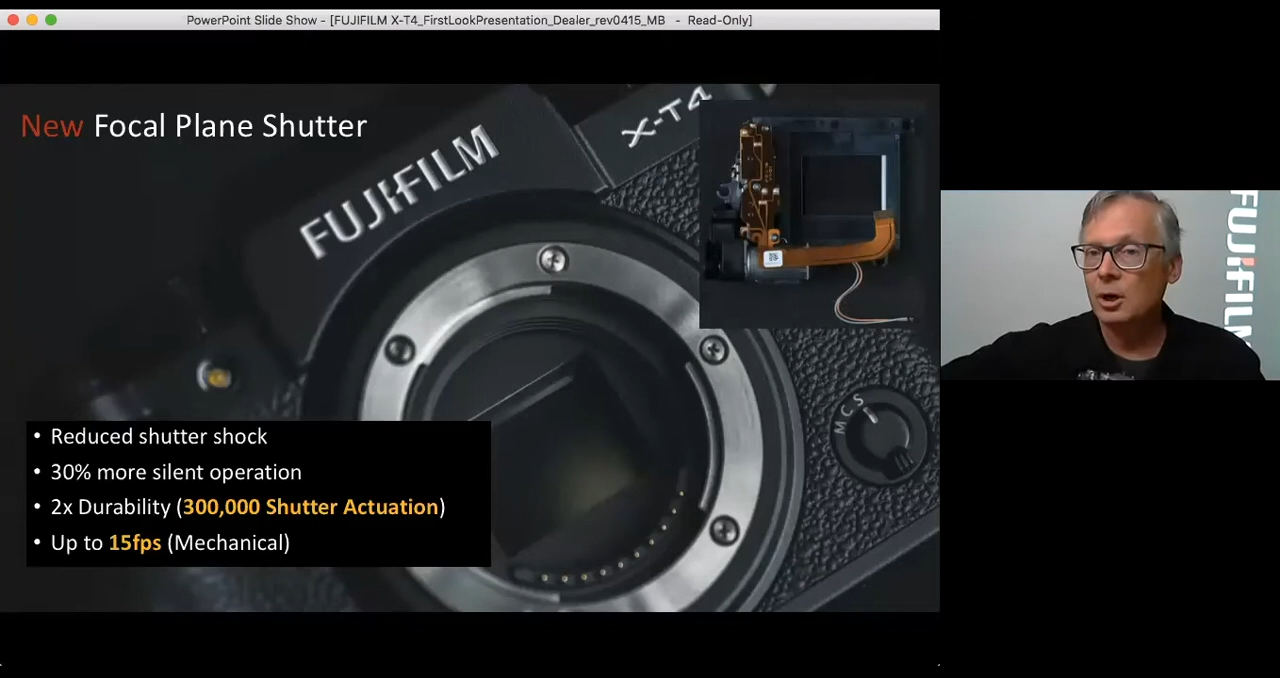 PowerPoint Slide Show - [FUJIFILM X-T4_FirstLookPresentation_Dealer_rev0415_MB - Read-Only]
New Focal Plane Shutter
FUJIFILM
X-T4
M C S
• Reduced shutter shock
• 30% more silent operation
• 2x Durability (300,000 Shutter Actuation)
• Up to 15fps (Mechanical)
FUJIFILM